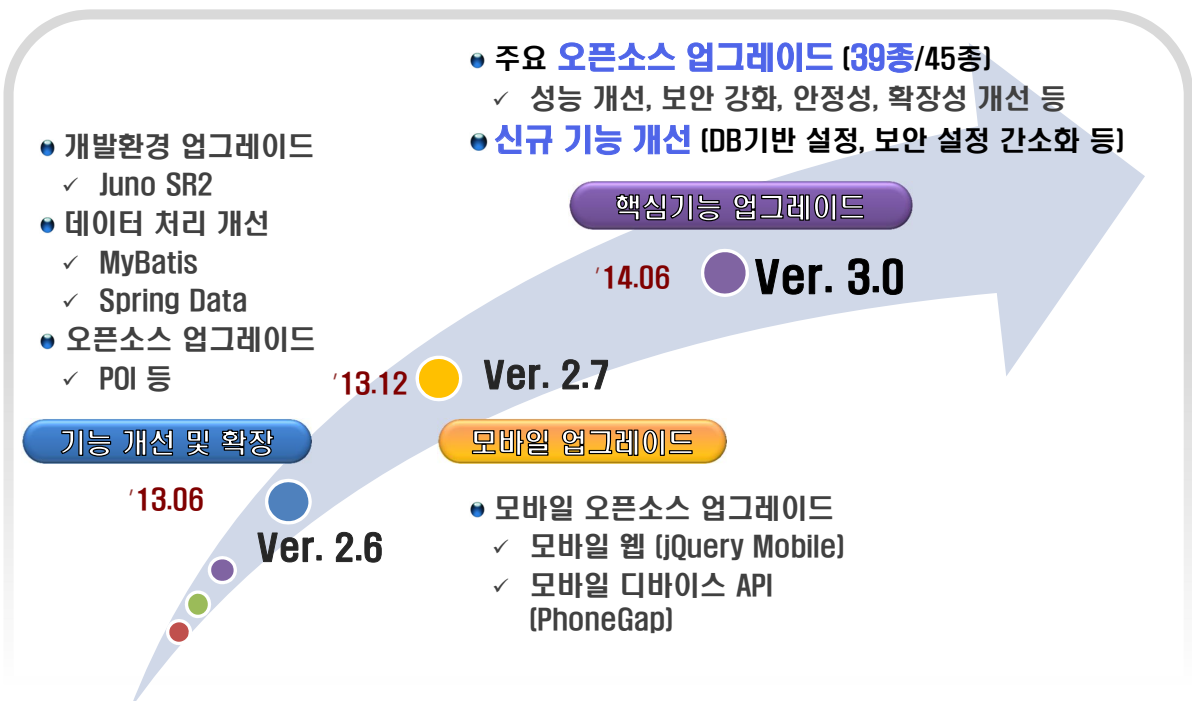 주요 오픈소스 업그레이드 (39종/45종)
✓ 성능 개선, 보안 강화, 안정성, 확장성 개선 등
신규 기능 개선 (DB기반 설정, 보안 설정 간소화 등)
핵심기능 업그레이드
'14.06
Ver. 3.0
개발환경 업그레이드
✓ Juno SR2
데이터 처리 개선
✓ MyBatis
✓ Spring Data
오픈소스 업그레이드
✓ POI 등
'13.12
Ver. 2.7
기능 개선 및 확장
모바일 업그레이드
'13.06
Ver. 2.6
모바일 오픈소스 업그레이드
✓ 모바일 웹 (jQuery Mobile)
✓ 모바일 디바이스 API
(PhoneGap)